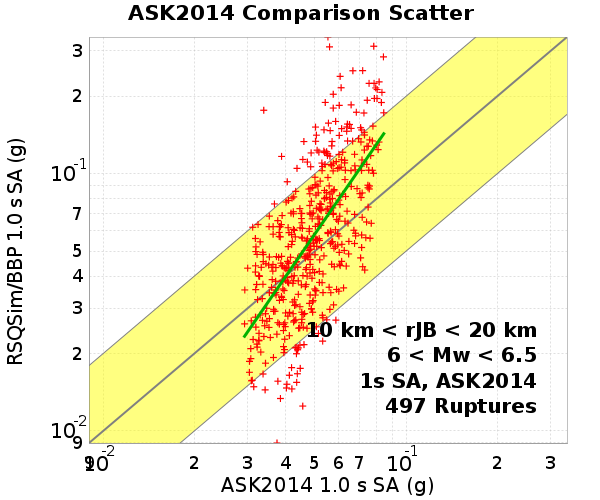 ASK2014 Comparison Scatter
RSQSim/BBP 1.0 s SA (g)
3
2
10^-1
7
5
4
3
2
10^-2
9
10 km < rJB < 20 km
6 < Mw < 6.5
1s SA, ASK2014
497 Ruptures
9 10^-2 2 3 4 5 6 7 10^-1 2 3
ASK2014 1.0 s SA (g)